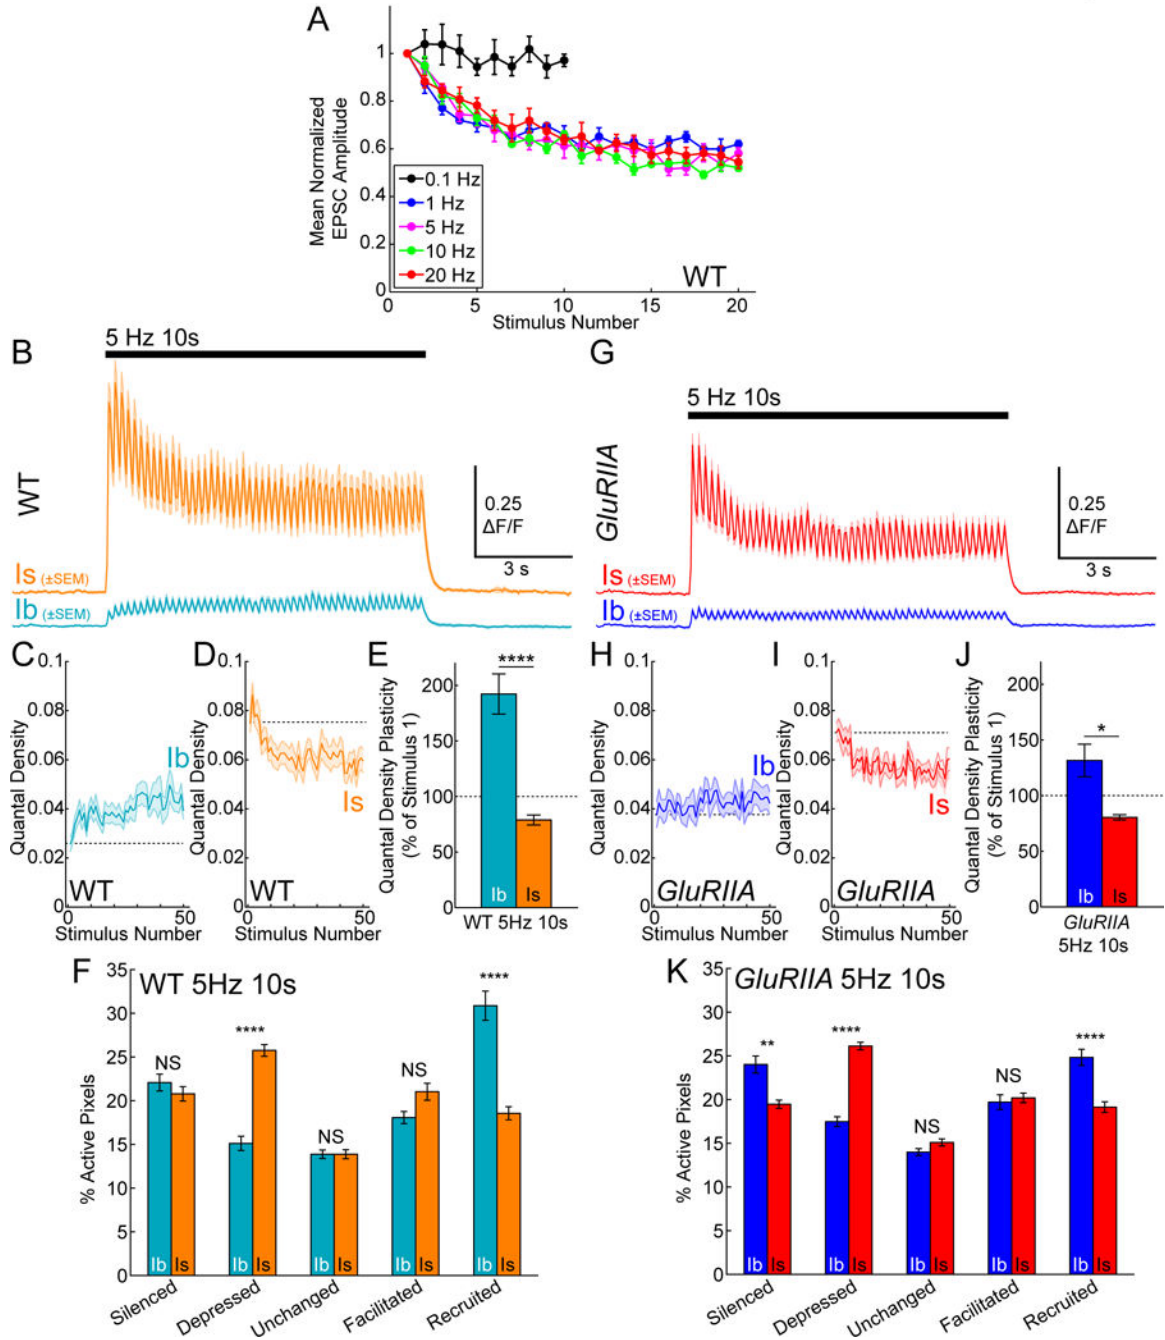 A
Mean Normalized
EPSC Amplitude
1
0.8
0.6
0.4
0.2
0
0.1 Hz
1 Hz
5 Hz
10 Hz
20 Hz
WT
0 5 10 15 20
Stimulus Number
B
5 Hz 10s
WT
0.25
ΔF/F
3 s
Is (±SEM)
Ib (±SEM)
G
5 Hz 10s
GluRIIA
0.25
ΔF/F
3 s
Is (±SEM)
Ib (±SEM)
C
Quantal Density
0.1
0.08
0.06
0.04
0.02
0
Ib
WT
0 50
Stimulus Number
D
Quantal Density
0.1
0.08
0.06
0.04
0.02
0
Is
WT
0 50
Stimulus Number
E
Quantal Density Plasticity
(% of Stimulus 1)
200
150
100
50
0
****
Ib Is
WT 5Hz 10s
H
Quantal Density
0.1
0.08
0.06
0.04
0.02
0
Ib
GluRIIA
0 50
Stimulus Number
I
Quantal Density
0.1
0.08
0.06
0.04
0.02
0
Is
GluRIIA
0 50
Stimulus Number
J
Quantal Density Plasticity
(% of Stimulus 1)
200
150
100
50
0
*
Ib Is
GluRIIA
5Hz 10s
F
WT 5Hz 10s
% Active Pixels
35
30
25
20
15
10
5
0
NS **** NS NS ****
Ib Is Ib Is Ib Is Ib Is Ib Is
Silenced Depressed Unchanged Facilitated Recruited
K
GluRIIA 5Hz 10s
% Active Pixels
35
30
25
20
15
10
5
0
** **** NS NS ****
Ib Is Ib Is Ib Is Ib Is Ib Is
Silenced Depressed Unchanged Facilitated Recruited